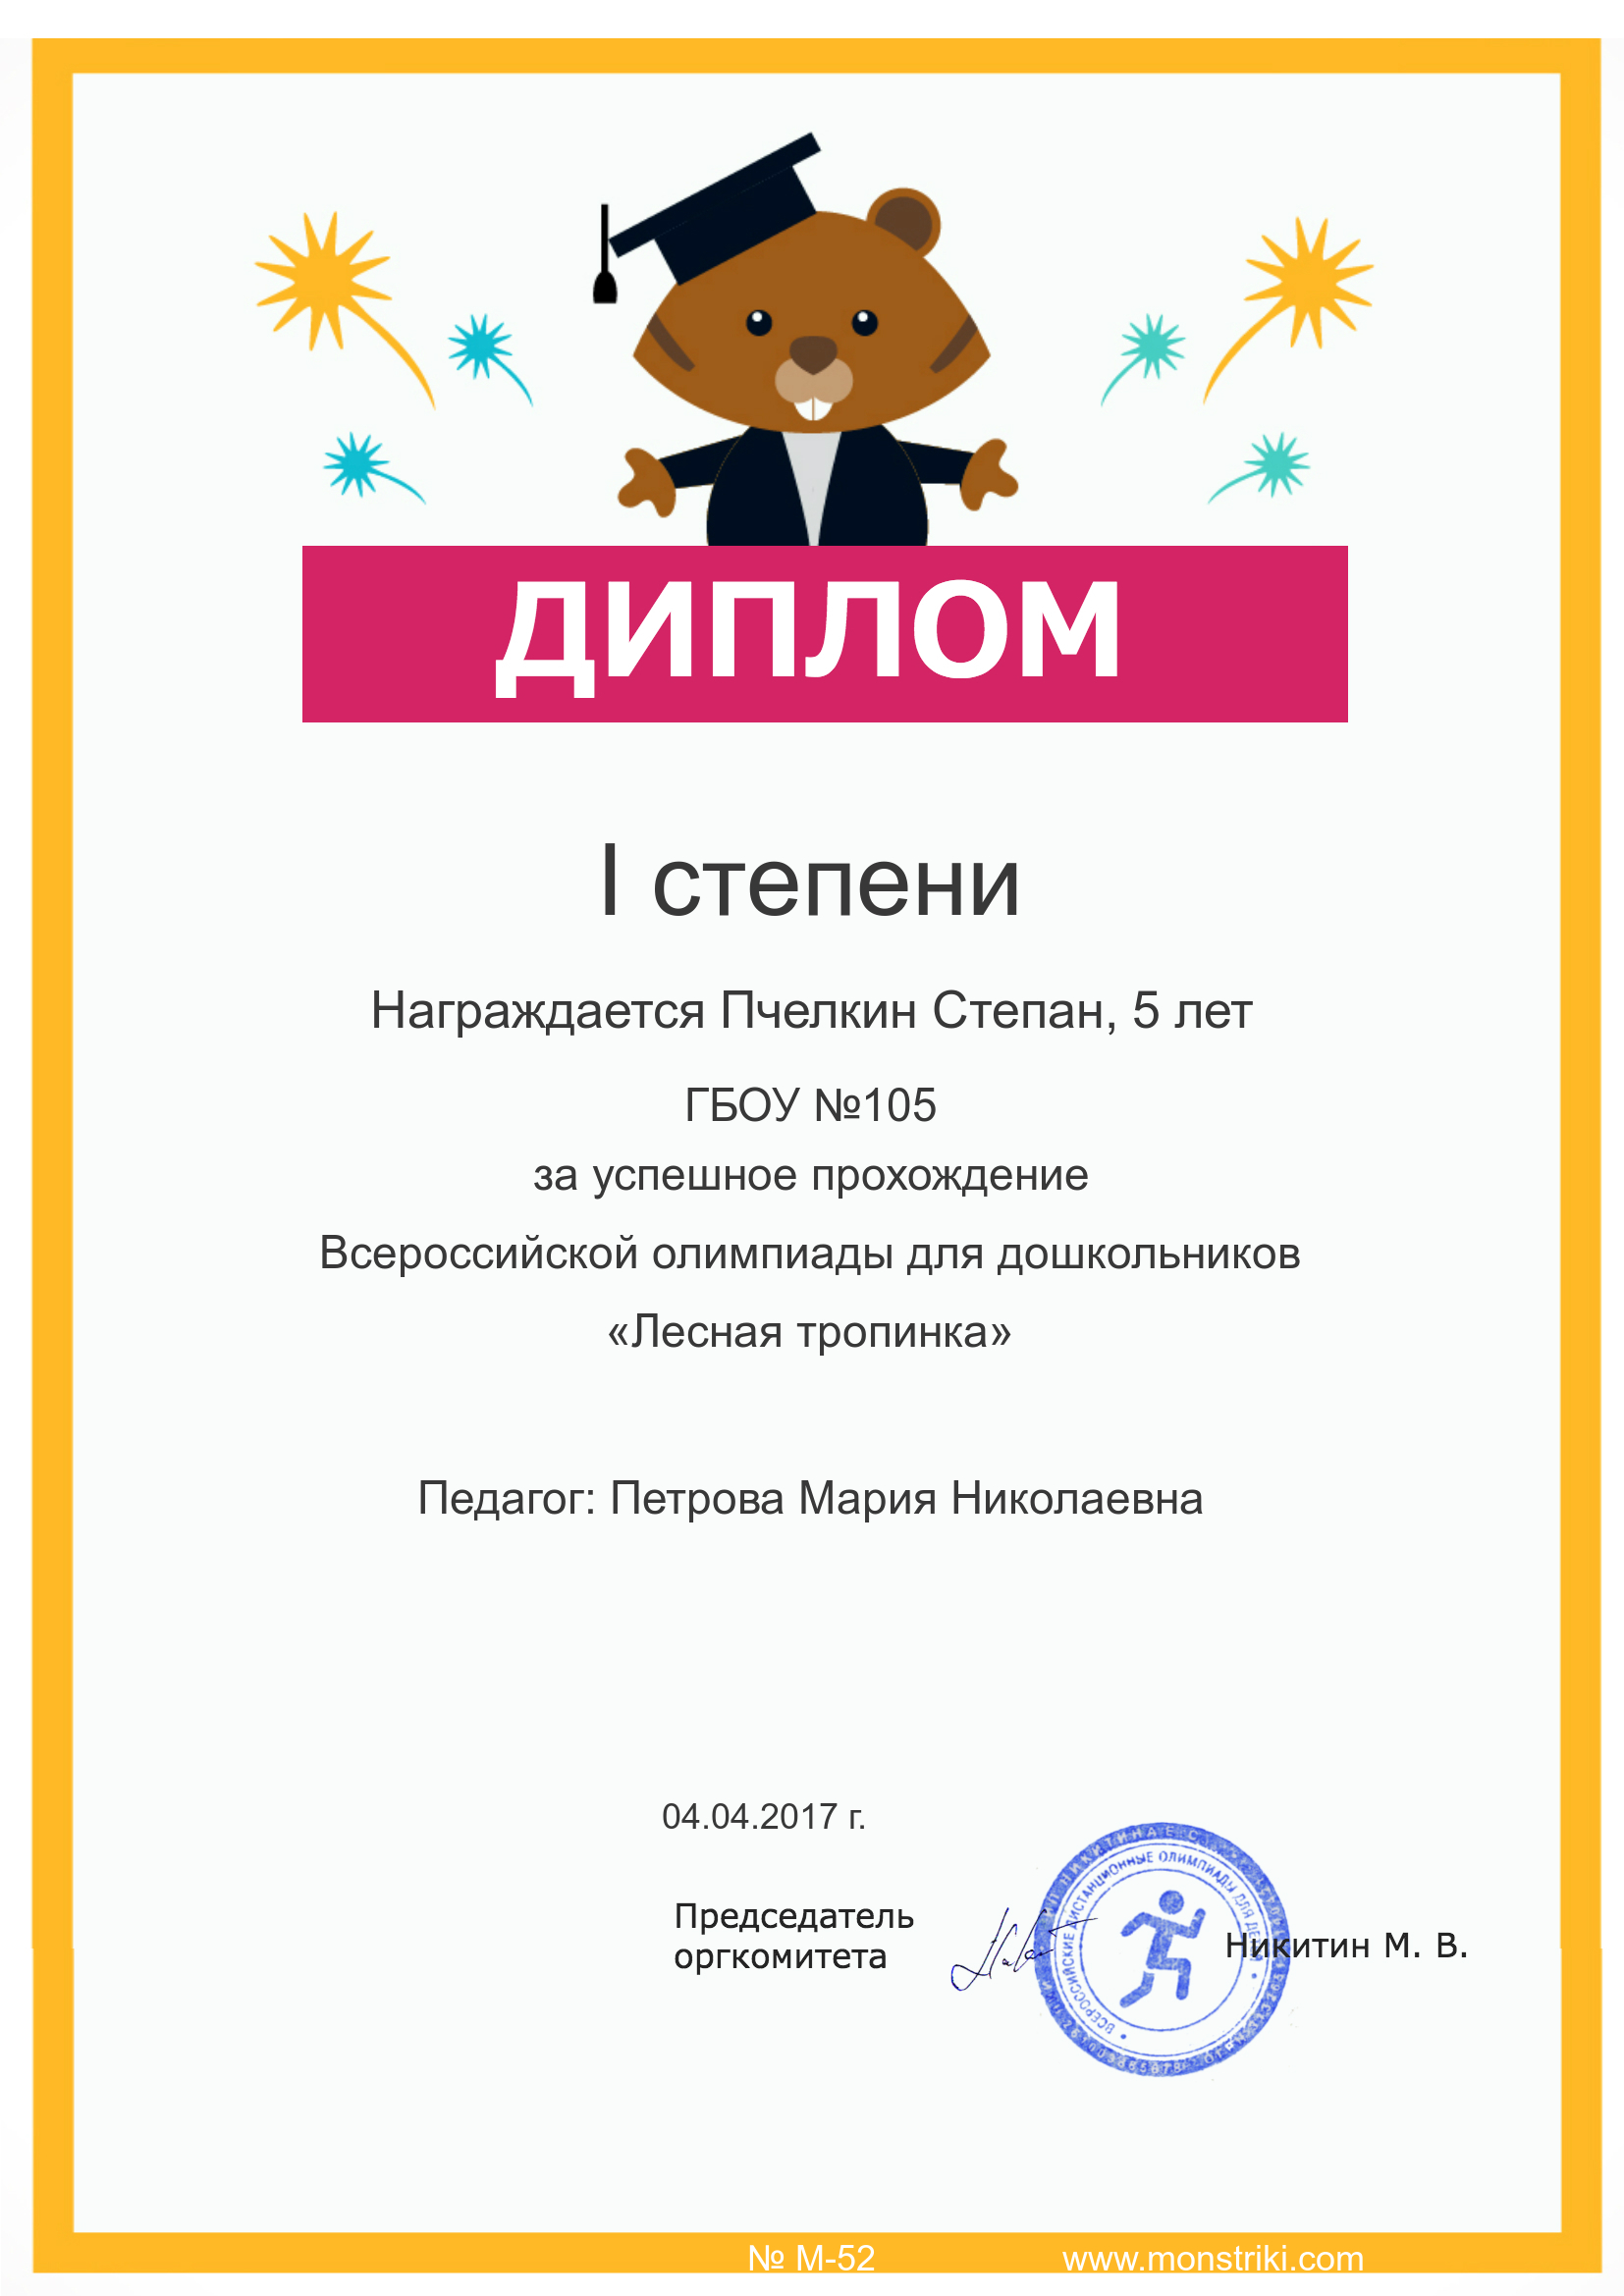 ДИПЛОМ
I степени
Награждается Пчелкин Степан, 5 лет
ГБОУ №105
за успешное прохождение
Всероссийской олимпиады для дошкольников
«Лесная тропинка»
Педагог: Петрова Мария Николаевна
04.04.2017 г.
Председатель
оргкомитета
Никитин М. В.
ВСЕРОССИЙСКИЕ ДИСТАНЦИОННЫЕ ОЛИМПИАДЫ ДЛЯ ДЕТЕЙ
№ М-52
www.monstriki.com